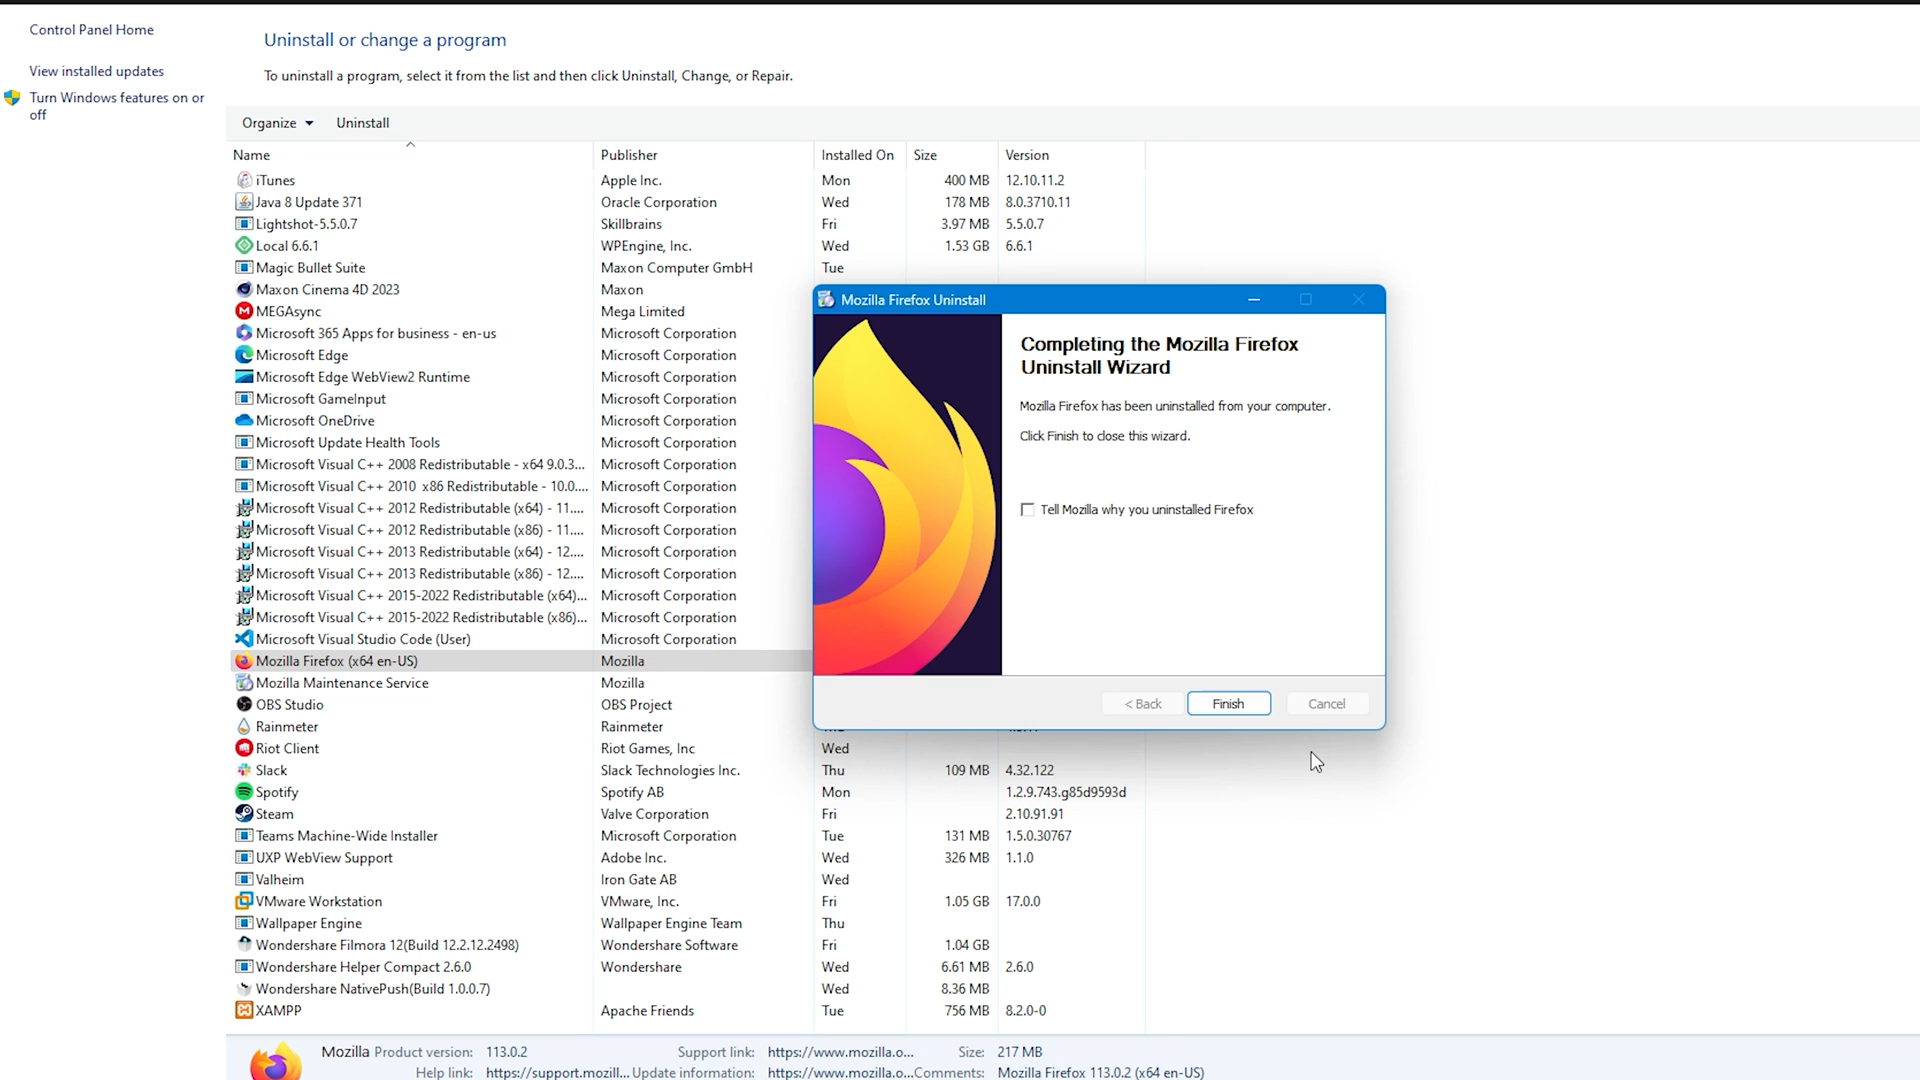 Control Panel Home
View installed updates
Turn Windows features on or
off
Uninstall or change a program
To uninstall a program, select it from the list and then click Uninstall, Change, or Repair.
Organize Uninstall
Name Publisher Installed On Size Version
iTunes Apple Inc. Mon 400 MB 12.10.11.2
Java 8 Update 371 Oracle Corporation Wed 178 MB 8.0.3710.11
Lightshot-5.5.0.7 Skillbrains Fri 3.97 MB 5.5.0.7
Local 6.6.1 WPEngine, Inc. Wed 1.53 GB 6.6.1
Magic Bullet Suite Maxon Computer GmbH Tue
Maxon Cinema 4D 2023 Maxon
MEGAsync Mega Limited
Microsoft 365 Apps for business - en-us Microsoft Corporation
Microsoft Edge Microsoft Corporation
Microsoft Edge WebView2 Runtime Microsoft Corporation
Microsoft GameInput Microsoft Corporation
Microsoft OneDrive Microsoft Corporation
Microsoft Update Health Tools Microsoft Corporation
Microsoft Visual C++ 2008 Redistributable - x64 9.0.3... Microsoft Corporation
Microsoft Visual C++ 2010 x86 Redistributable - 10.0.... Microsoft Corporation
Microsoft Visual C++ 2012 Redistributable (x64) - 11.... Microsoft Corporation
Microsoft Visual C++ 2012 Redistributable (x86) - 11.... Microsoft Corporation
Microsoft Visual C++ 2013 Redistributable (x64) - 12.... Microsoft Corporation
Microsoft Visual C++ 2013 Redistributable (x86) - 12.... Microsoft Corporation
Microsoft Visual C++ 2015-2022 Redistributable (x64)... Microsoft Corporation
Microsoft Visual C++ 2015-2022 Redistributable (x86)... Microsoft Corporation
Microsoft Visual Studio Code (User) Microsoft Corporation
Mozilla Firefox (x64 en-US) Mozilla
Mozilla Maintenance Service Mozilla
OBS Studio OBS Project
Rainmeter Rainmeter
Riot Client Riot Games, Inc Wed
Slack Slack Technologies Inc. Thu 109 MB 4.32.122
Spotify Spotify AB Mon 1.2.9.743.g85d9593d
Steam Valve Corporation Fri 2.10.91.91
Teams Machine-Wide Installer Microsoft Corporation Tue 131 MB 1.5.0.30767
UXP WebView Support Adobe Inc. Wed 326 MB 1.1.0
Valheim Iron Gate AB Wed
VMware Workstation VMware, Inc. Fri 1.05 GB 17.0.0
Wallpaper Engine Wallpaper Engine Team Thu
Wondershare Filmora 12(Build 12.2.12.2498) Wondershare Software Fri 1.04 GB
Wondershare Helper Compact 2.6.0 Wondershare Wed 6.61 MB 2.6.0
Wondershare NativePush(Build 1.0.0.7) Wed 8.36 MB
XAMPP Apache Friends Tue 756 MB 8.2.0-0
Mozilla Firefox Uninstall
Completing the Mozilla Firefox
Uninstall Wizard
Mozilla Firefox has been uninstalled from your computer.
Click Finish to close this wizard.
Tell Mozilla why you uninstalled Firefox
< Back Finish Cancel
Mozilla Product version: 113.0.2 Support link: https://www.mozilla.o... Size: 217 MB
Help link: https://support.mozill... Update information: https://www.mozilla.o... Comments: Mozilla Firefox 113.0.2 (x64 en-US)